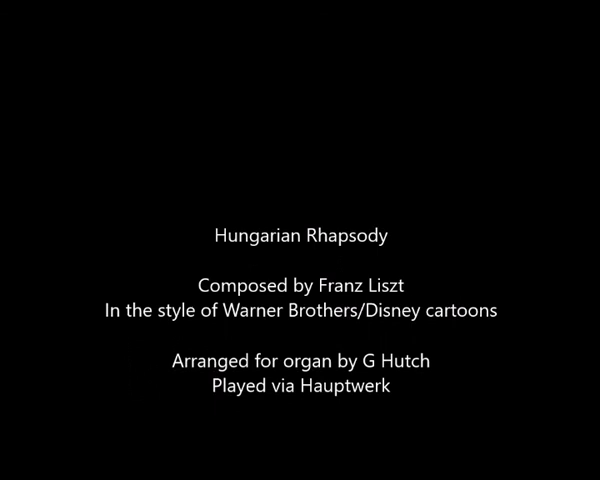 Hungarian Rhapsody
Composed by Franz Liszt
In the style of Warner Brothers/Disney cartoons
Arranged for organ by G Hutch
Played via Hauptwerk